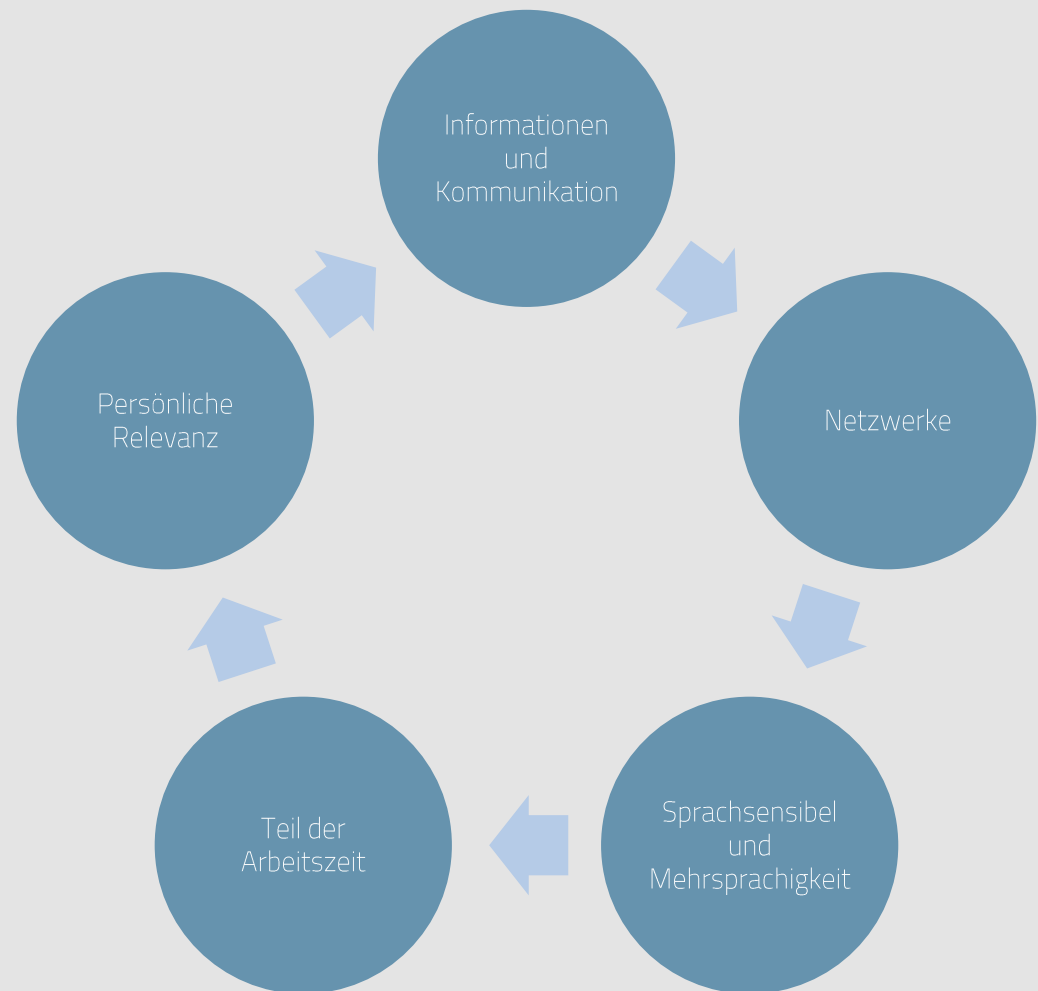 Informationen
und
Kommunikation
Netzwerke
Sprachsensibel
und
Mehrsprachigkeit
Teil der
Arbeitszeit
Persönliche
Relevanz